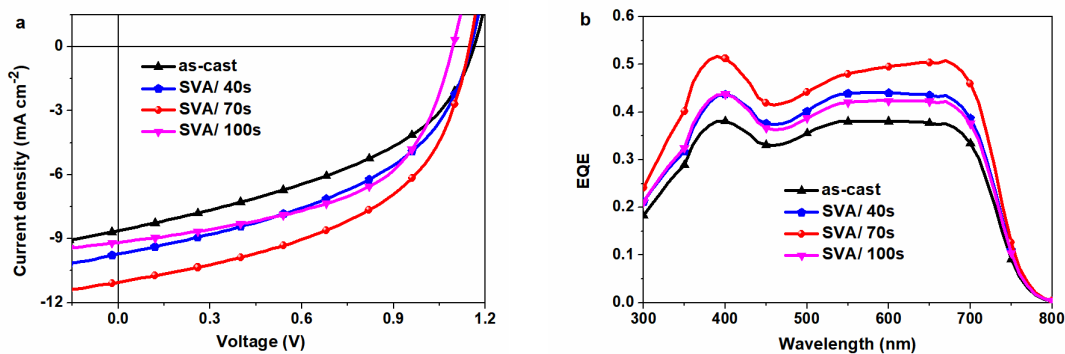 a
Current density (mA cm⁻²)
0
-3
-6
-9
-12
0.0 0.3 0.6 0.9 1.2
Voltage (V)
as-cast
SVA/ 40s
SVA/ 70s
SVA/ 100s
b
EQE
0.6
0.5
0.4
0.3
0.2
0.1
0.0
300 400 500 600 700 800
Wavelength (nm)
as-cast
SVA/ 40s
SVA/ 70s
SVA/ 100s